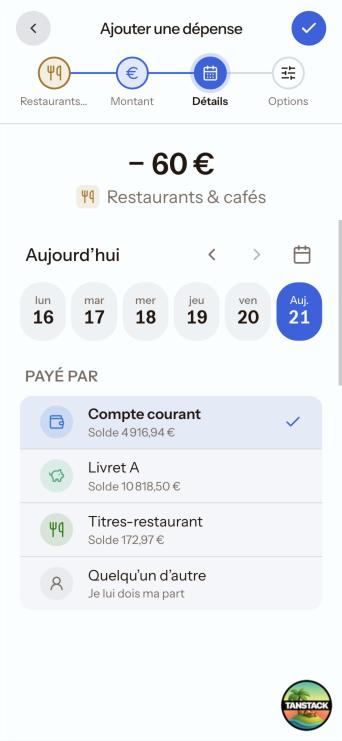 Ajouter une dépense
Restaurants...
Montant
Détails
Options
− 60 €
Restaurants & cafés
Aujourd’hui
lun mar mer jeu ven Auj.
16 17 18 19 20 21
PAYÉ PAR
Compte courant
Solde 4 916,94 €
Livret A
Solde 10 818,50 €
Titres-restaurant
Solde 172,97 €
Quelqu’un d’autre
Je lui dois ma part
TANSTACK